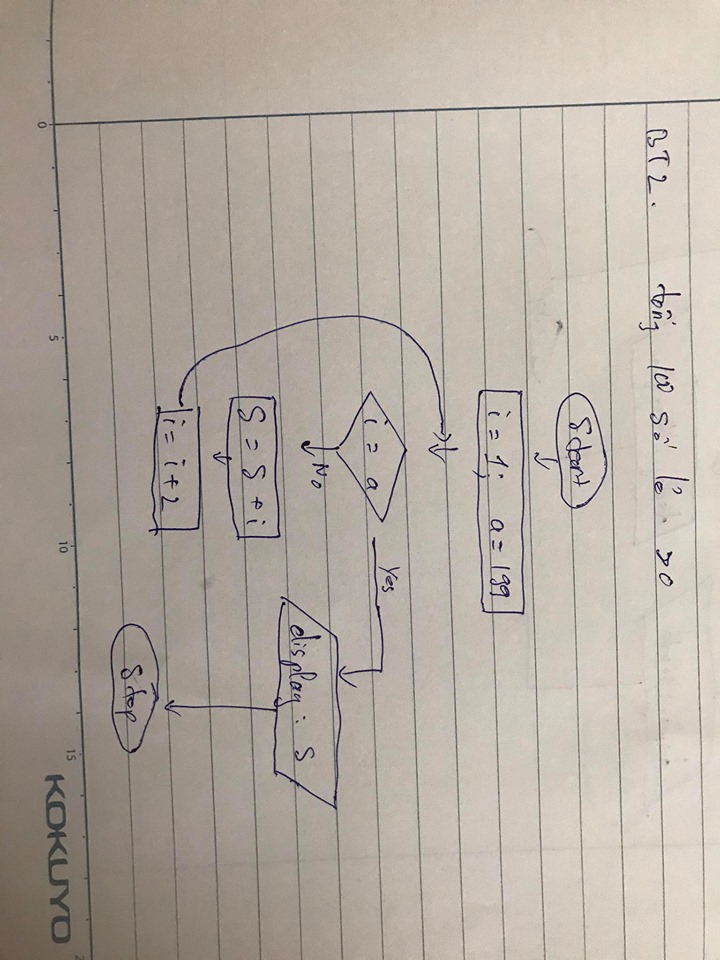 BT2. tổng 100 số lẻ >0
Start
i = 1; a = 199
i = a
Yes
No
S = S + i
i = i + 2
display: S
Stop
0
5
10
15
KOKUYO